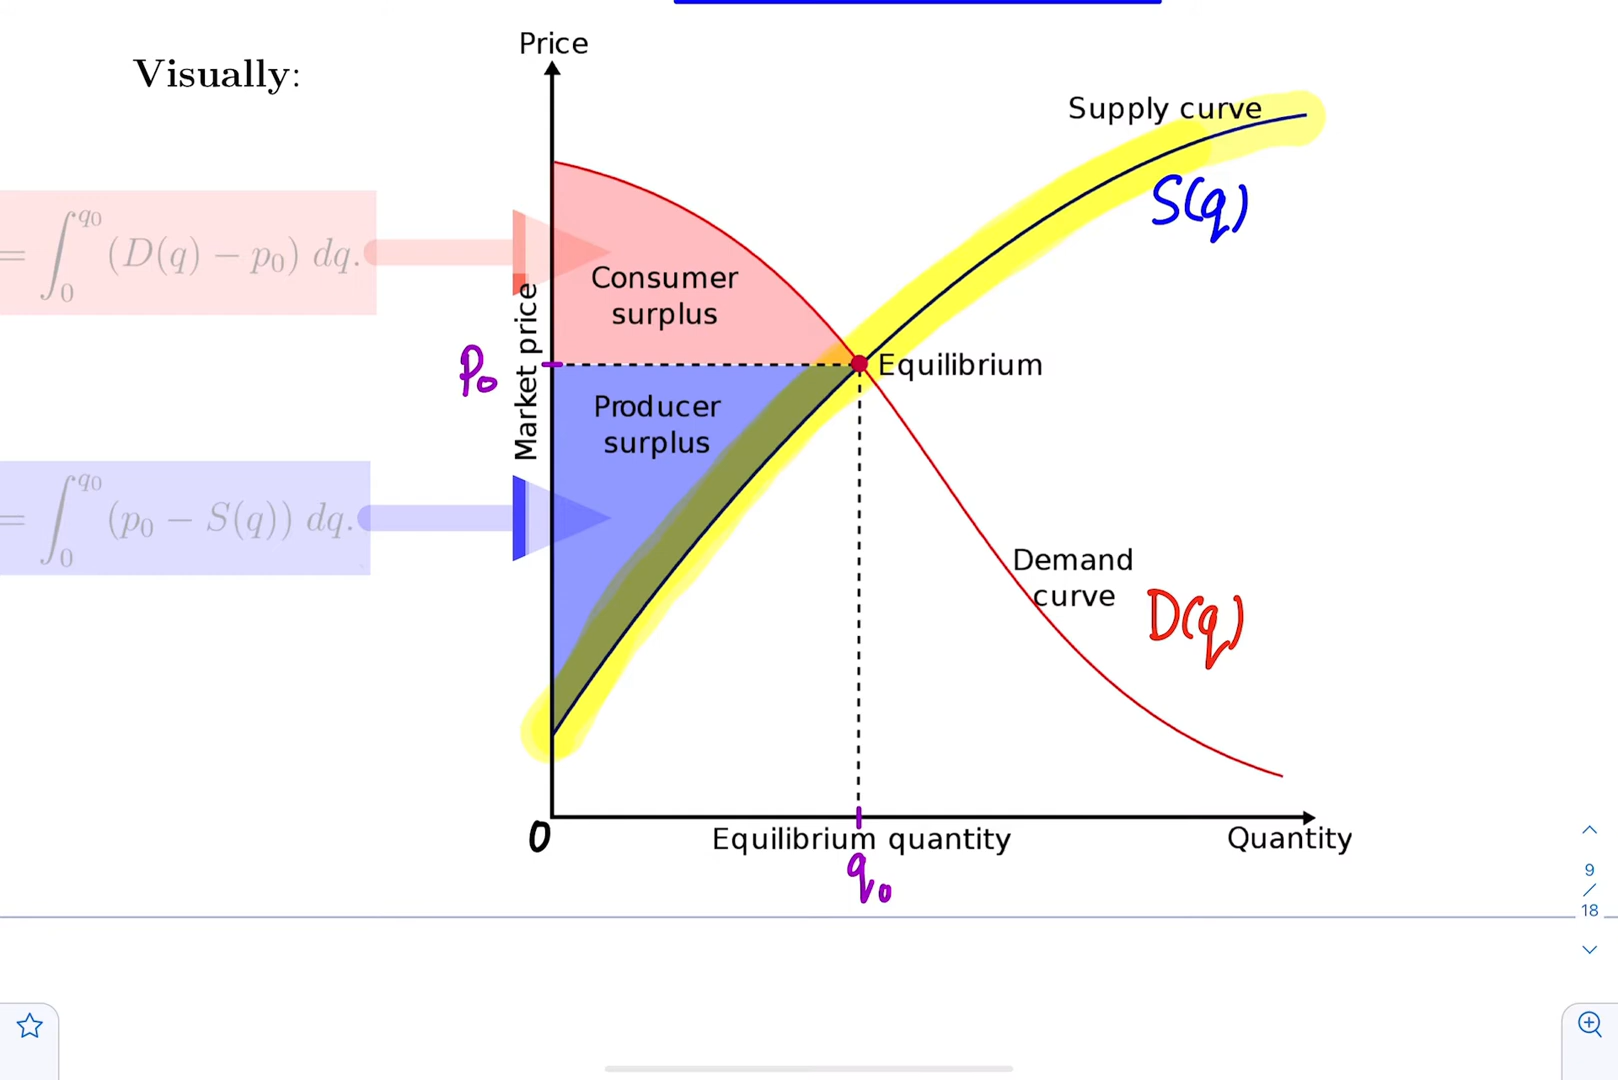 Visually:
Price
Supply curve
S(q)
= ∫₀^{q₀} (D(q) − p₀) dq.
Consumer
surplus
Market price
p₀
Equilibrium
Producer
surplus
= ∫₀^{q₀} (p₀ − S(q)) dq.
Demand
curve
D(q)
0
Equilibrium quantity
Quantity
q₀
9
/
18